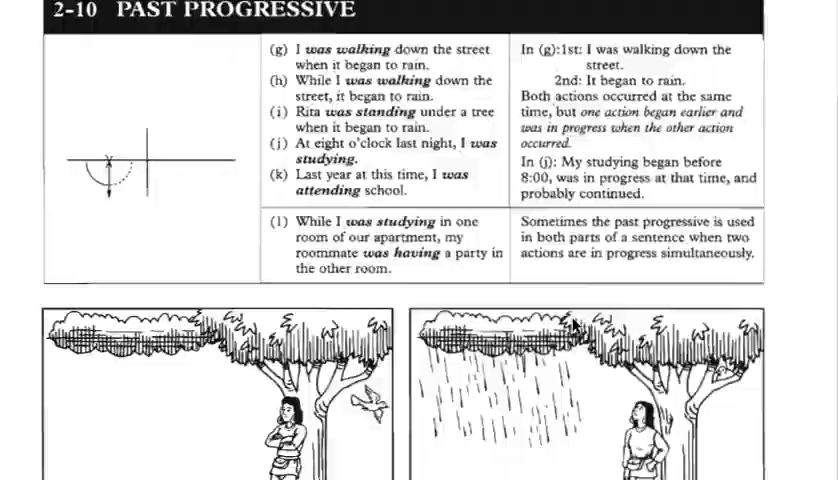 2-10 PAST PROGRESSIVE
(g) I was walking down the street
when it began to rain.
(h) While I was walking down the
street, it began to rain.
(i) Rita was standing under a tree
when it began to rain.
(j) At eight o'clock last night, I was
studying.
(k) Last year at this time, I was
attending school.
In (g):1st: I was walking down the
street.
2nd: It began to rain.
Both actions occurred at the same
time, but one action began earlier and
was in progress when the other action
occurred.
In (j): My studying began before
8:00, was in progress at that time, and
probably continued.
(l) While I was studying in one
room of our apartment, my
roommate was having a party in
the other room.
Sometimes the past progressive is used
in both parts of a sentence when two
actions are in progress simultaneously.